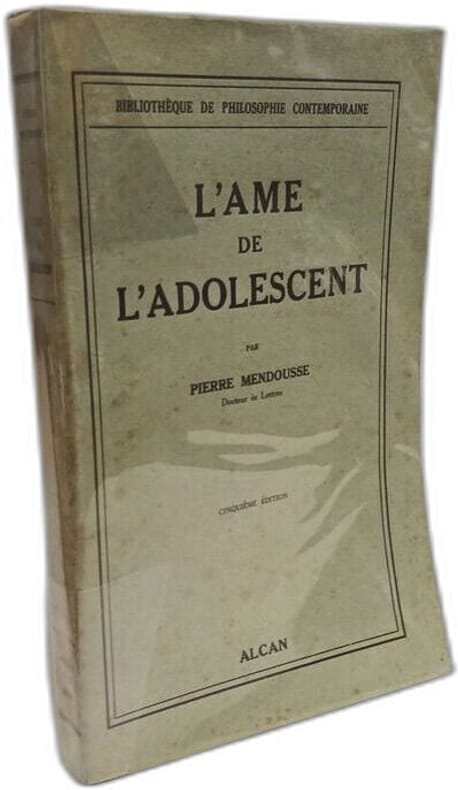 BIBLIOTHÈQUE DE PHILOSOPHIE CONTEMPORAINE
L'AME
DE
L'ADOLESCENT
PAR
PIERRE MENDOUSSE
Docteur ès Lettres
CINQUIÈME ÉDITION
ALCAN